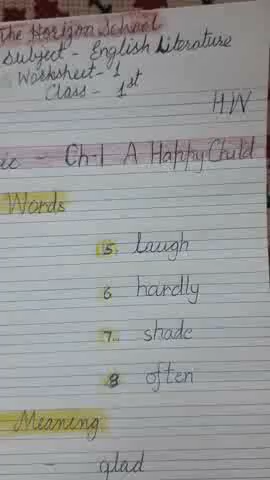 The Horizon School
Subject - English Literature
Worksheet - 1
Class - 1st
H.W
ic - Ch-1 A Happy Child
Words
5. laugh
6 hardly
7. shade
8 often
Meaning
glad